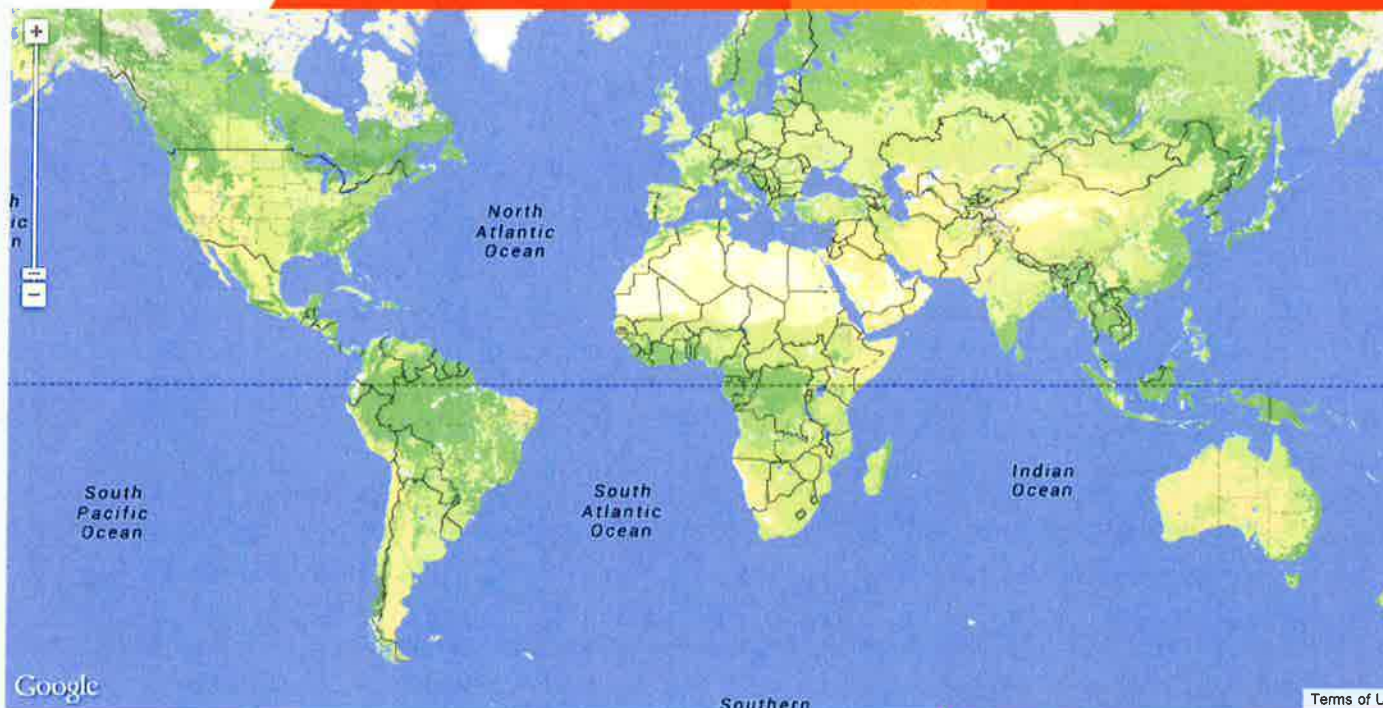 North
Atlantic
Ocean
South
Pacific
Ocean
South
Atlantic
Ocean
Indian
Ocean
Google
Southern
Terms of U